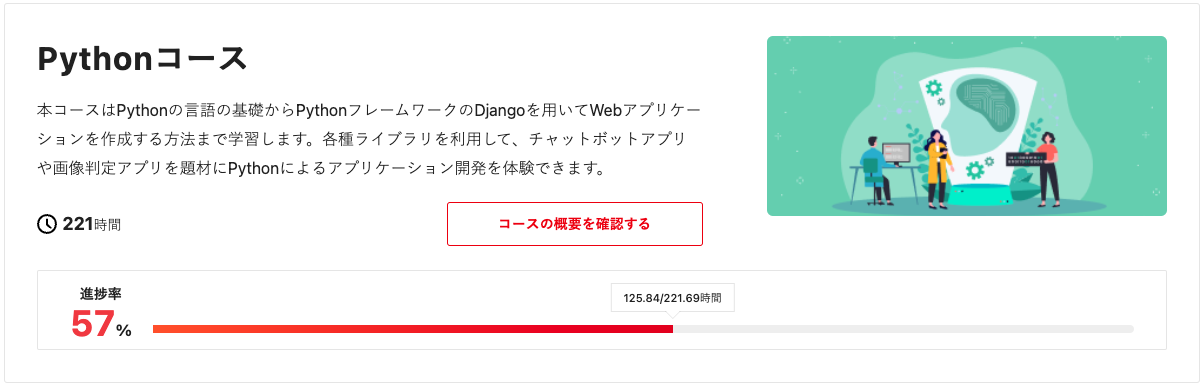 Pythonコース
本コースはPythonの言語の基礎からPythonフレームワークのDjangoを用いてWebアプリケー
ションを作成する方法まで学習します。各種ライブラリを利用して、チャットボットアプリ
や画像判定アプリを題材にPythonによるアプリケーション開発を体験できます。
221時間
コースの概要を確認する
進捗率
57%
125.84/221.69時間